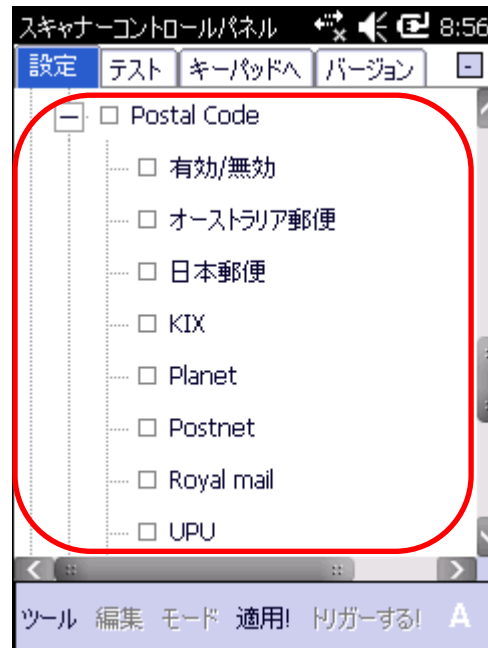 スキャナーコントロールパネル 8:56
設定 テスト キーパッドへ バージョン -
Postal Code
有効/無効
オーストラリア郵便
日本郵便
KIX
Planet
Postnet
Royal mail
UPU
ツール 編集 モード 適用! トリガーする! A